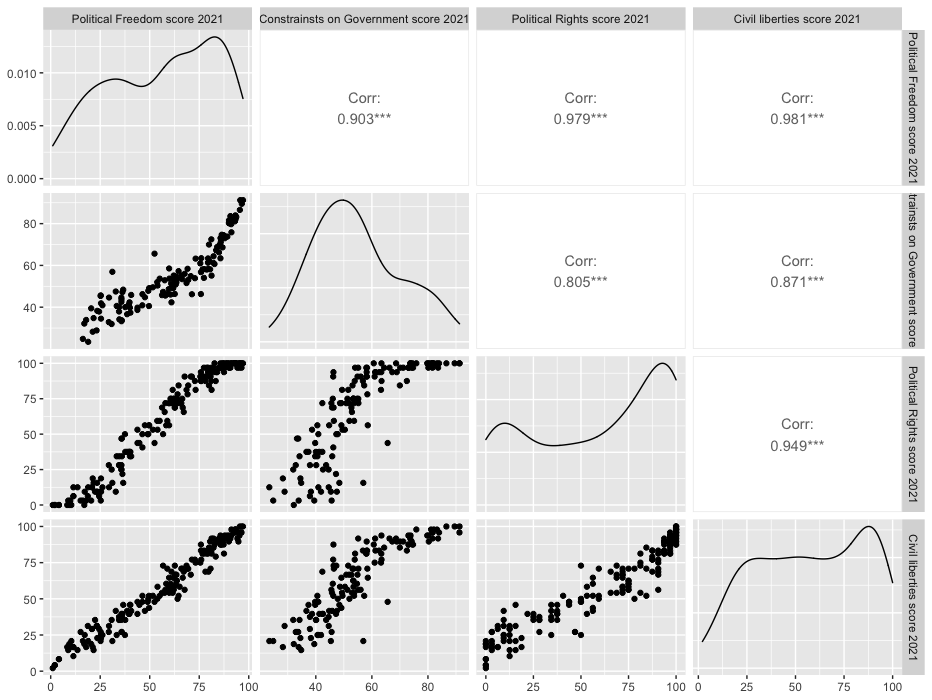 Political Freedom score 2021
Constrainsts on Government score 2021
Political Rights score 2021
Civil liberties score 2021
0.010
0.005
0.000
Corr:
0.903***
Corr:
0.979***
Corr:
0.981***
Political Freedom score 2021
80
60
40
Corr:
0.805***
Corr:
0.871***
trainsts on Government score
100
75
50
25
0
Corr:
0.949***
Political Rights score 2021
100
75
50
25
0
Civil liberties score 2021
0 25 50 75 100
40 60 80
0 25 50 75 100
0 25 50 75 100